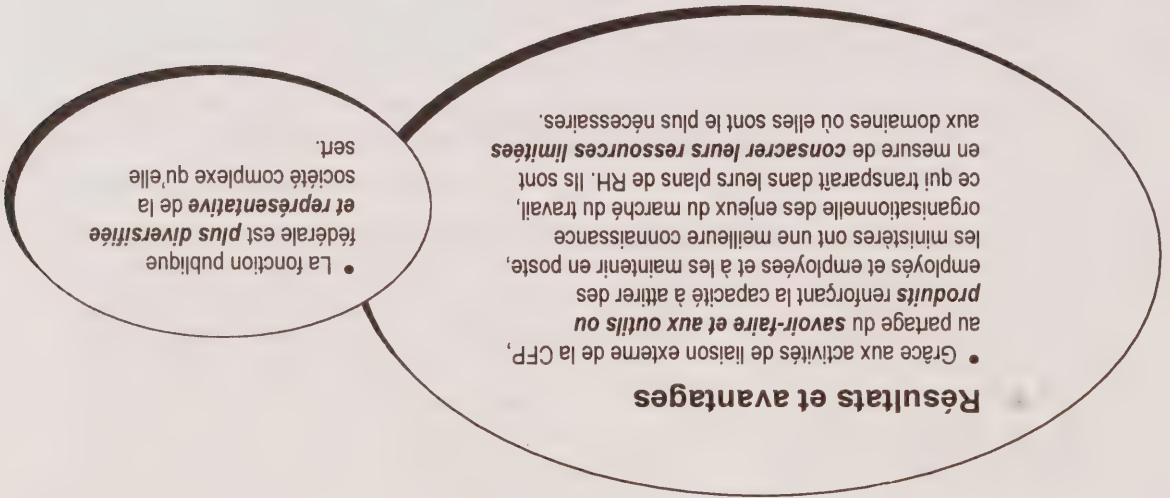 Résultats et avantages
• Grâce aux activités de liaison externe de la CFP,
au partage du savoir-faire et aux outils ou
produits renforçant la capacité à attirer des
employés et employées et à les maintenir en poste,
les ministères ont une meilleure connaissance
organisationnelle des enjeux du marché du travail,
ce qui transparaît dans leurs plans de RH. Ils sont
en mesure de consacrer leurs ressources limitées
aux domaines où elles sont le plus nécessaires.
• La fonction publique
fédérale est plus diversifiée
et représentative de la
société complexe qu'elle
sert.